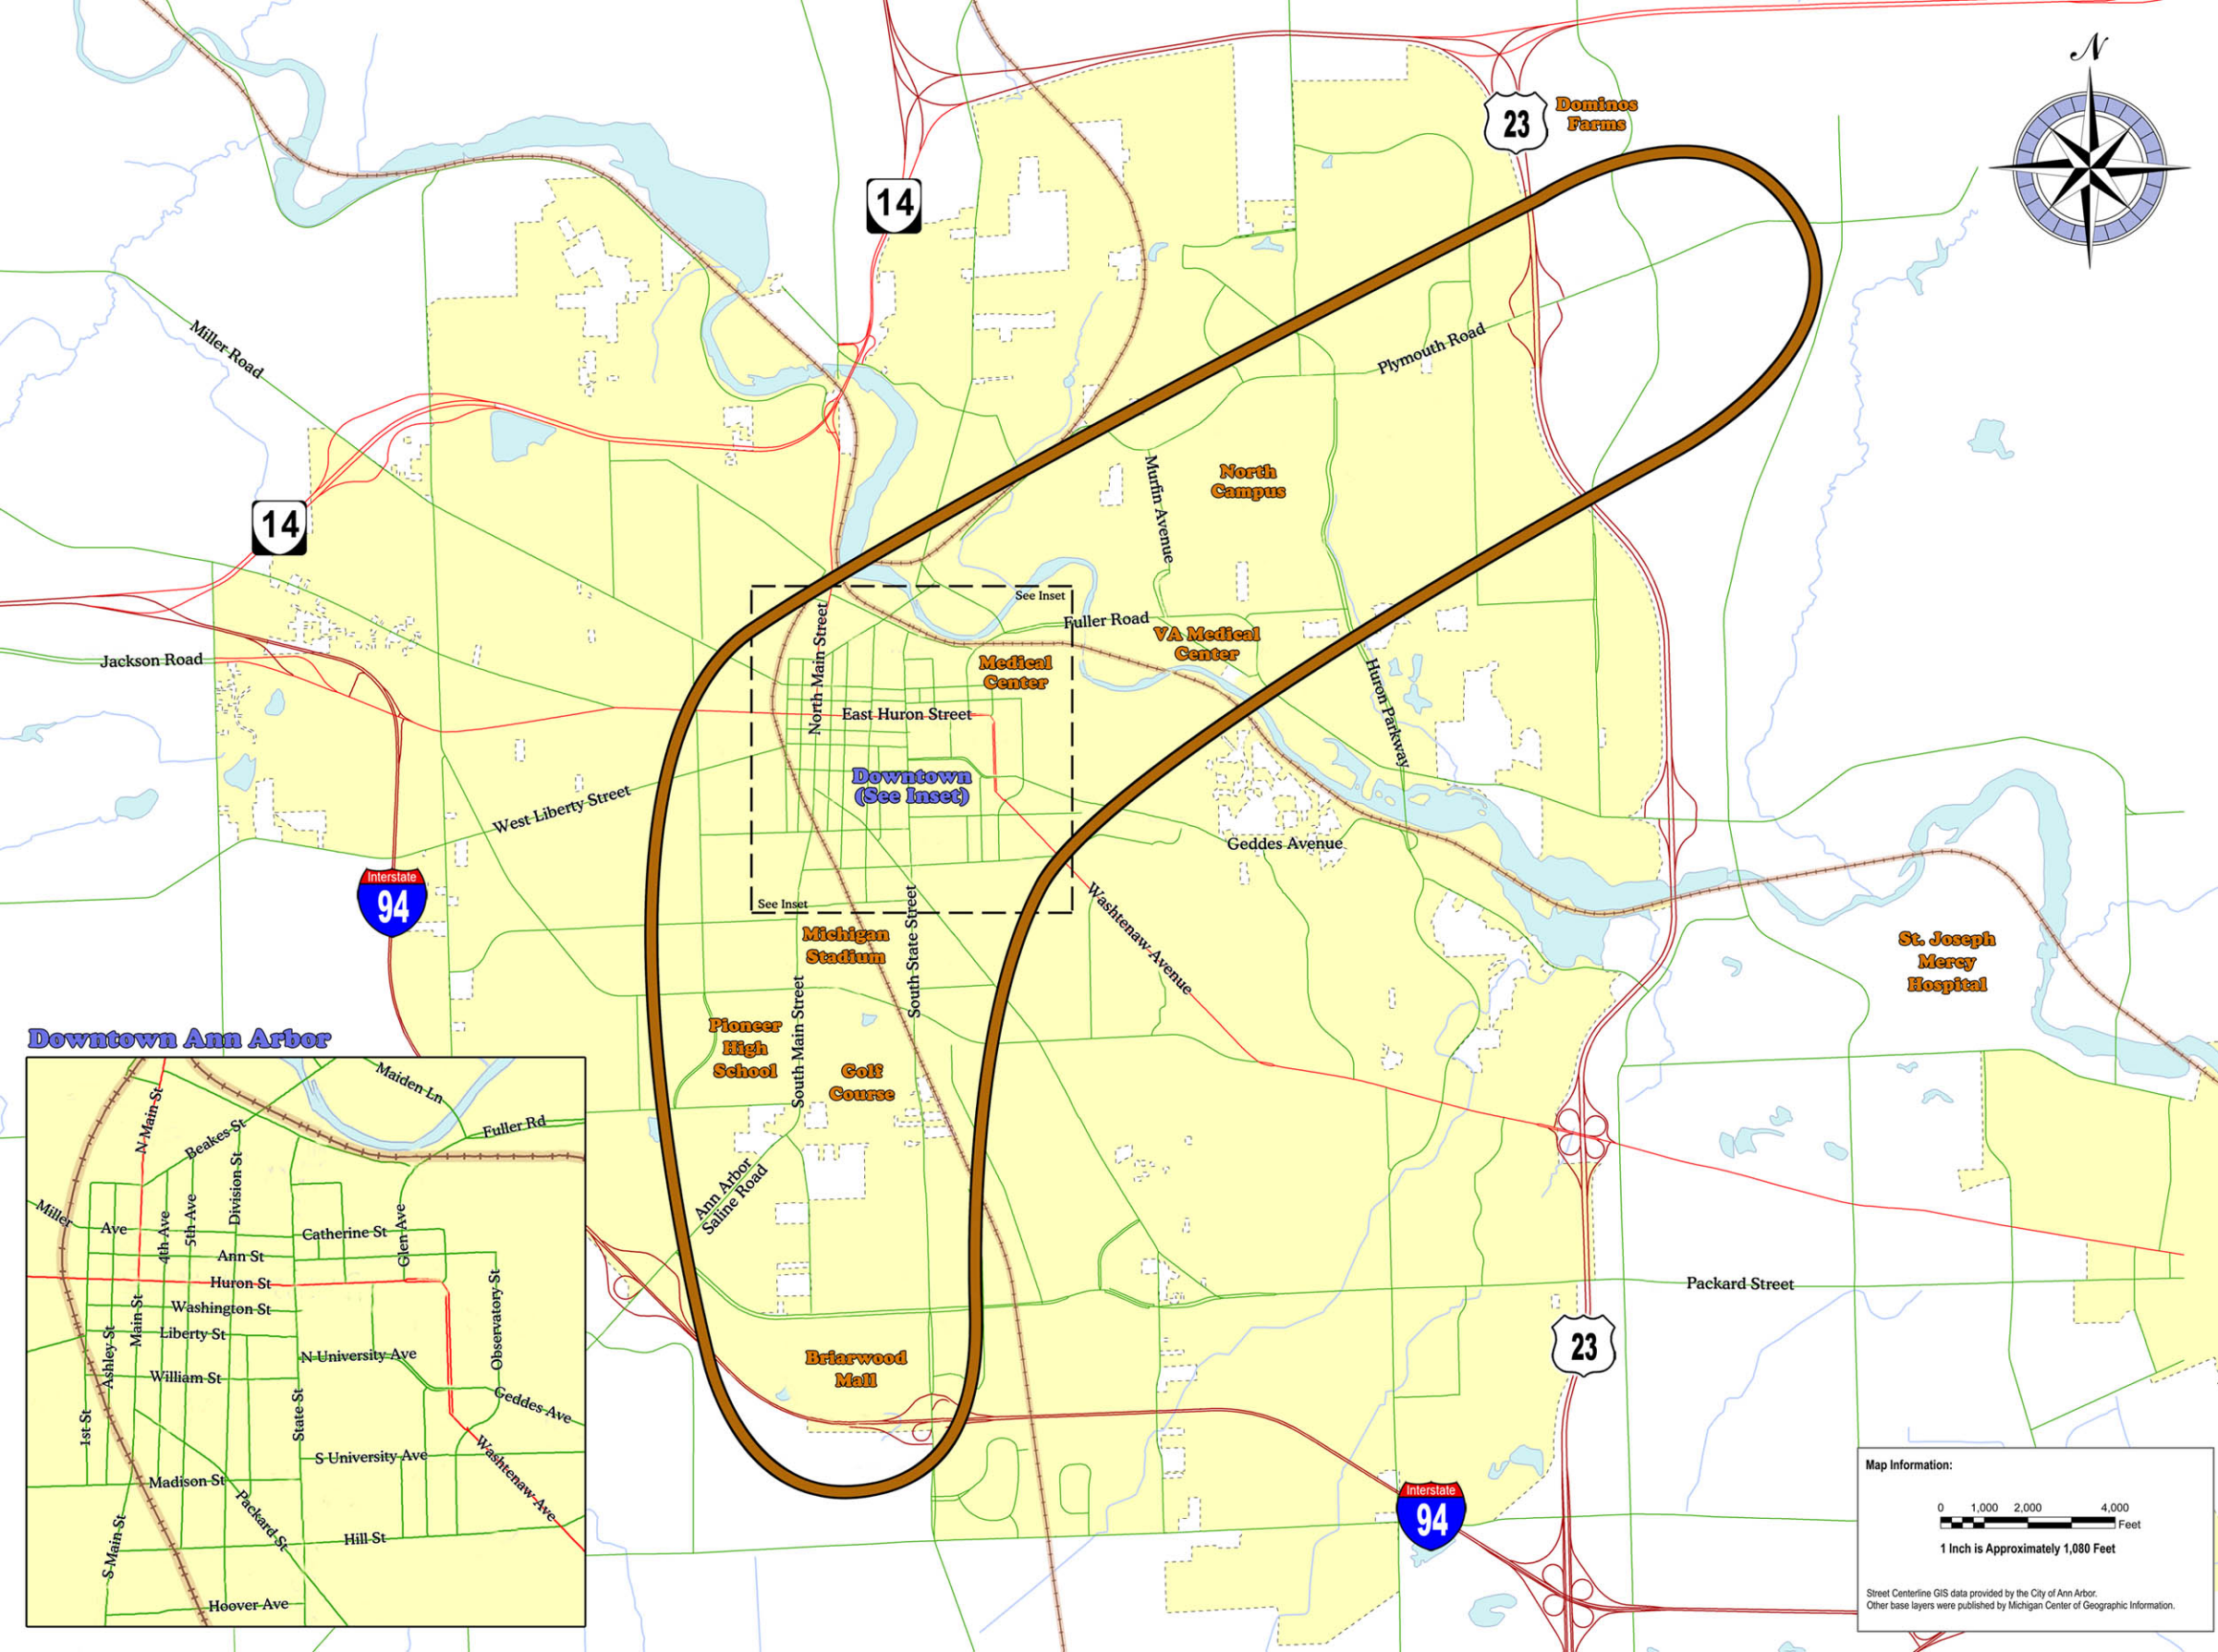 N
23
Dominos
Farms
14
Miller Road
Plymouth Road
North
Campus
Murfin Avenue
14
See Inset
Fuller Road
VA Medical
Center
Jackson Road
North Main Street
Medical
Center
Huron Parkway
East Huron Street
Downtown
(See Inset)
West Liberty Street
Geddes Avenue
Interstate
94
See Inset
South State Street
Washtenaw Avenue
Michigan
Stadium
St. Joseph
Mercy
Hospital
South Main Street
Pioneer
High
School
Golf
Course
Ann Arbor
Saline Road
Packard Street
23
Briarwood
Mall
Interstate
94
Downtown Ann Arbor
Maiden Ln
N Main St
Beakes St
Fuller Rd
Division St
Miller
Ave
4th Ave
5th Ave
Catherine St
Glen Ave
Ann St
Huron St
Washington St
Observatory St
Main St
Liberty St
Ashley St
N University Ave
William St
Geddes Ave
1st St
State St
S University Ave
Washtenaw Ave
Madison St
Packard St
S Main St
Hill St
Hoover Ave
Map Information:
0 1,000 2,000 4,000
Feet
1 Inch is Approximately 1,080 Feet
Street Centerline GIS data provided by the City of Ann Arbor.
Other base layers were published by Michigan Center of Geographic Information.